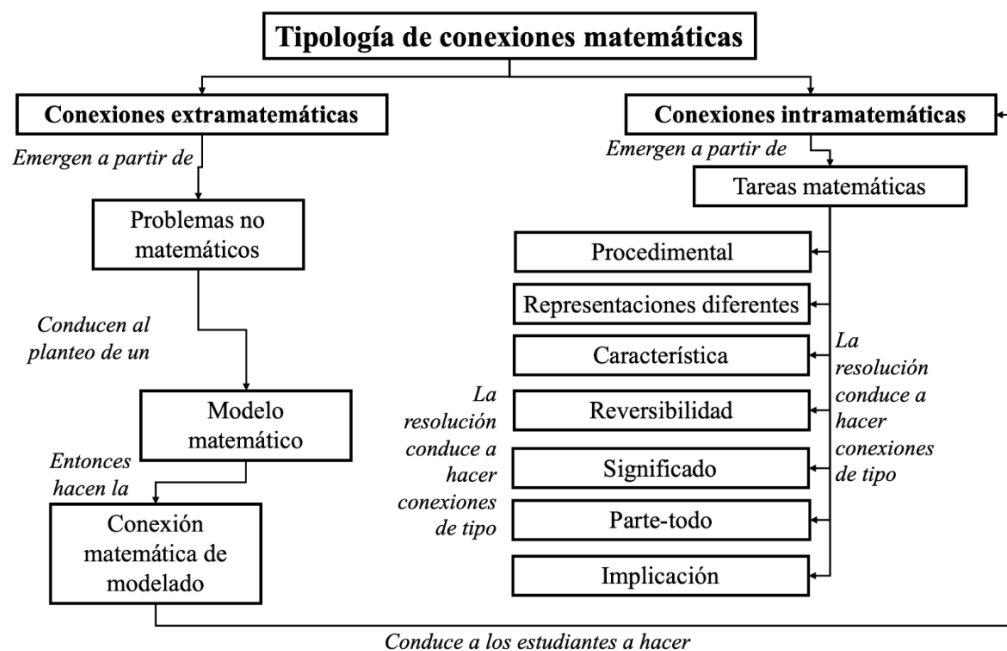 Tipología de conexiones matemáticas
Conexiones extramatemáticas
Emergen a partir de
Problemas no
matemáticos
Conducen al
planteo de un
Modelo
matemático
Entonces
hacen la
Conexión
matemática de
modelado
Conexiones intramatemáticas
Emergen a partir de
Tareas matemáticas
Procedimental
Representaciones diferentes
Característica
Reversibilidad
Significado
Parte-todo
Implicación
La
resolución
conduce a
hacer
conexiones
de tipo
La
resolución
conduce a
hacer
conexiones
de tipo
Conduce a los estudiantes a hacer